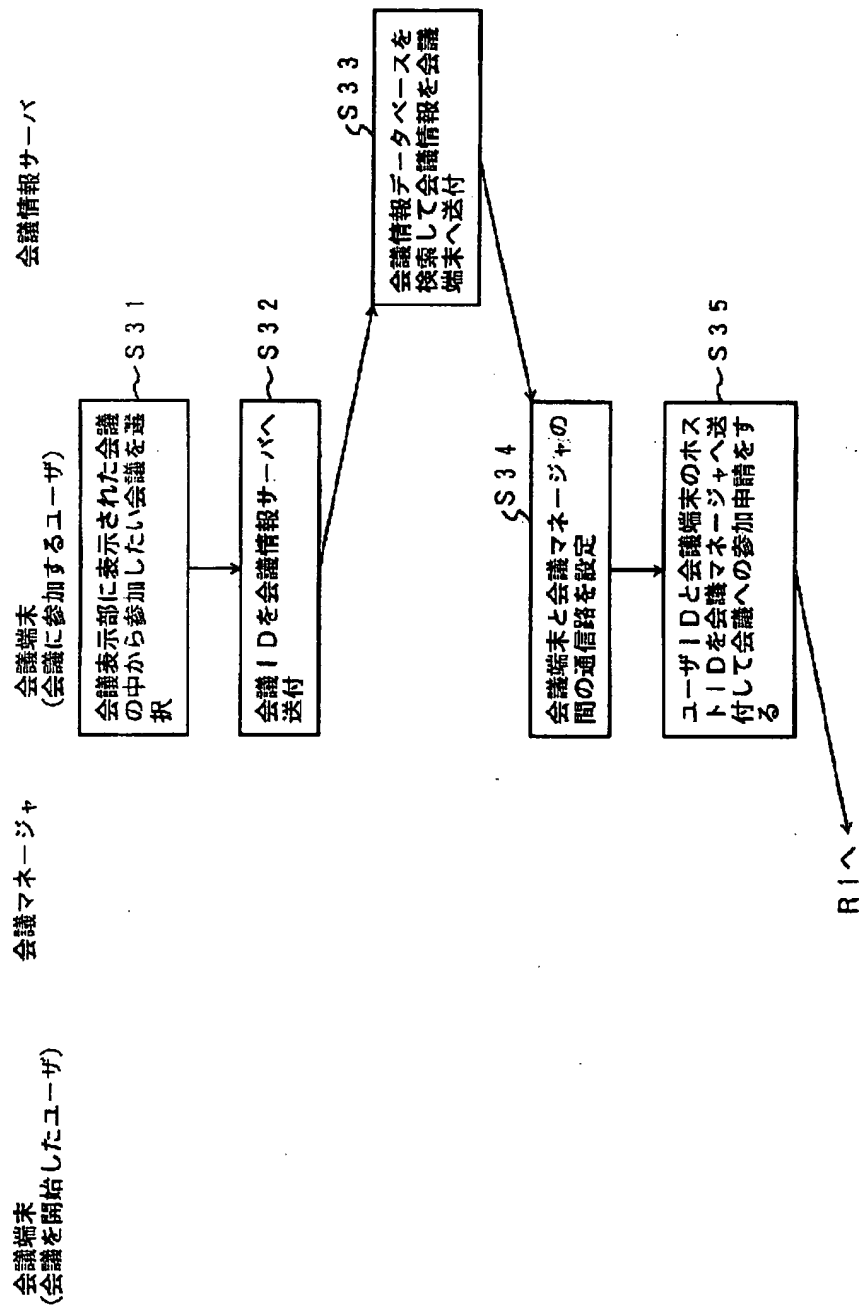 会議端末
(会議を開始したユーザ)
会議マネージャ
会議端末
(会議に参加するユーザ)
会議情報サーバ
会議表示部に表示された会議
の中から参加したい会議を選
択
S31
会議IDを会議情報サーバへ
送付
S32
会議情報データベースを
検索して会議情報を会議
端末へ送付
S33
会議端末と会議マネージャの
間の通信路を設定
S34
ユーザIDと会議端末のホス
トIDを会議マネージャへ送
付して会議への参加申請をす
る
S35
R1へ